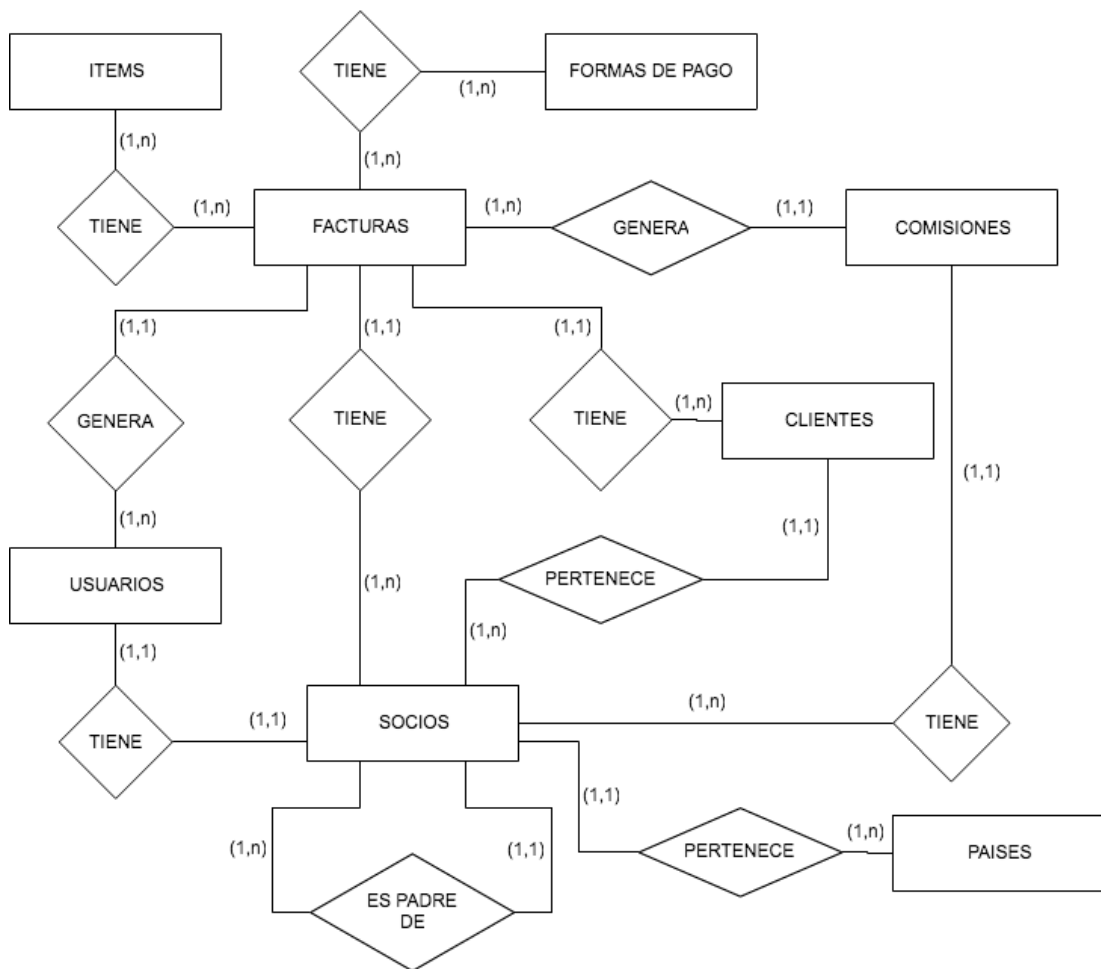 ITEMS
TIENE
FORMAS DE PAGO
(1,n)
(1,n)
(1,n)
TIENE
(1,n)
FACTURAS
(1,n)
GENERA
(1,1)
COMISIONES
(1,1)
(1,1)
(1,1)
GENERA
TIENE
TIENE
(1,n)
CLIENTES
(1,1)
(1,n)
(1,1)
USUARIOS
(1,n)
PERTENECE
(1,n)
(1,1)
TIENE
(1,1)
SOCIOS
(1,n)
TIENE
(1,1)
(1,n)
(1,1)
PERTENECE
(1,n)
PAISES
ES PADRE
DE